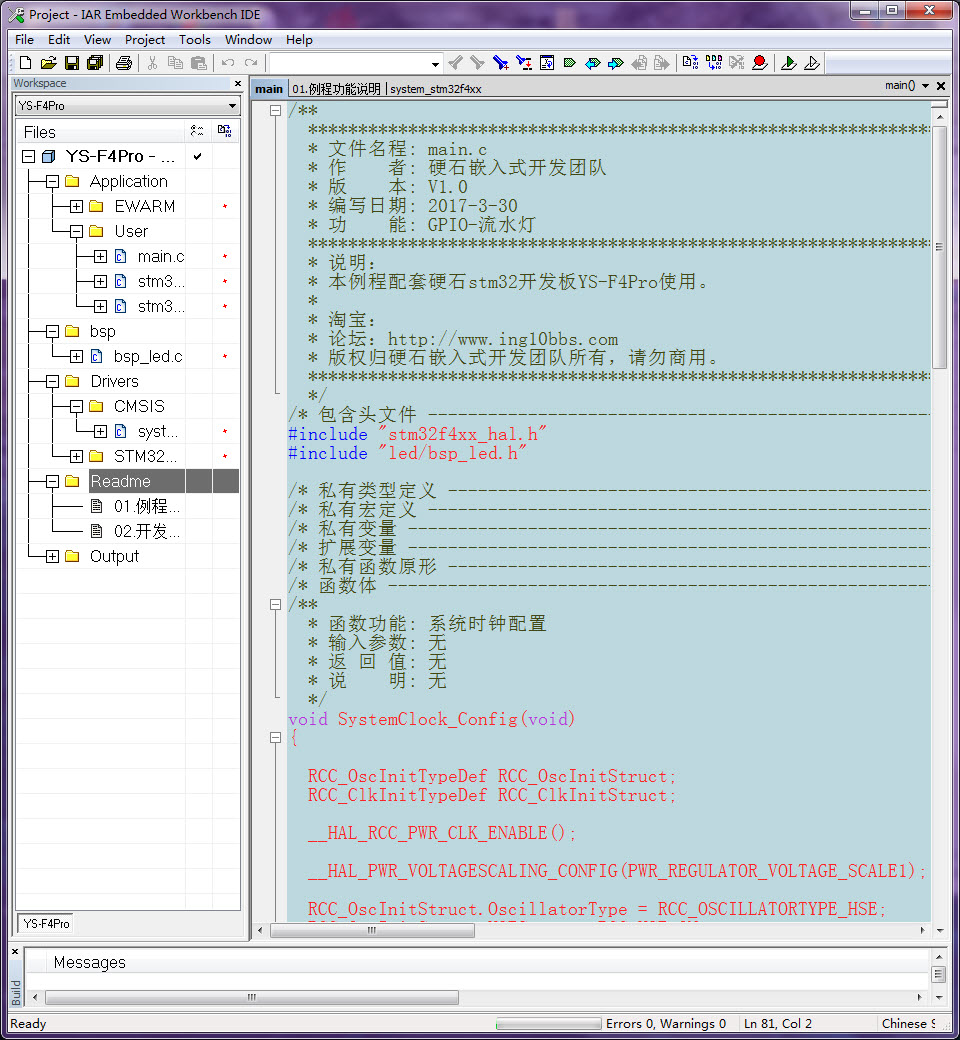 Project - IAR Embedded Workbench IDE
File Edit View Project Tools Window Help
Workspace
YS-F4Pro
Files
YS-F4Pro - ...
Application
EWARM
User
main.c
stm3...
stm3...
bsp
bsp_led.c
Drivers
CMSIS
syst...
STM32...
Readme
01.例程...
02.开发...
Output
YS-F4Pro
main 01.例程功能说明 system_stm32f4xx main()
/**
******************************************************************
* 文件名程: main.c
* 作    者: 硬石嵌入式开发团队
* 版    本: V1.0
* 编写日期: 2017-3-30
* 功    能: GPIO-流水灯
******************************************************************
* 说明:
* 本例程配套硬石stm32开发板YS-F4Pro使用。
*
* 淘宝:
* 论坛: http://www.ing10bbs.com
* 版权归硬石嵌入式开发团队所有，请勿商用。
******************************************************************
*/
/* 包含头文件 --------------------------------------------------
#include "stm32f4xx_hal.h"
#include "led/bsp_led.h"
/* 私有类型定义 ------------------------------------------------
/* 私有宏定义 --------------------------------------------------
/* 私有变量 ----------------------------------------------------
/* 扩展变量 ----------------------------------------------------
/* 私有函数原形 ------------------------------------------------
/* 函数体 ------------------------------------------------------
/**
* 函数功能: 系统时钟配置
* 输入参数: 无
* 返 回 值: 无
* 说    明: 无
*/
void SystemClock_Config(void)
{
RCC_OscInitTypeDef RCC_OscInitStruct;
RCC_ClkInitTypeDef RCC_ClkInitStruct;
__HAL_RCC_PWR_CLK_ENABLE();
__HAL_PWR_VOLTAGESCALING_CONFIG(PWR_REGULATOR_VOLTAGE_SCALE1);
RCC_OscInitStruct.OscillatorType = RCC_OSCILLATORTYPE_HSE;
Messages
Build
Ready Errors 0, Warnings 0 Ln 81, Col 2 Chinese